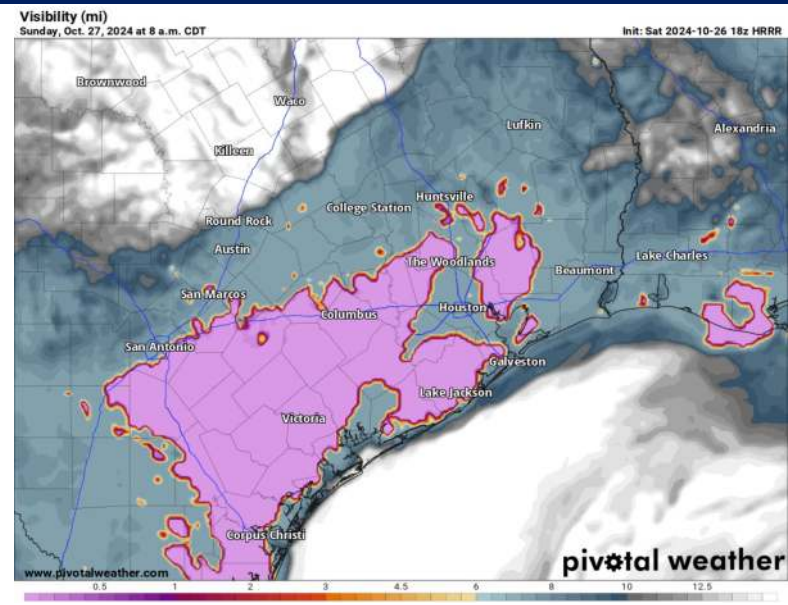 Visibility (mi)
Sunday, Oct. 27, 2024 at 8 a.m. CDT
Init: Sat 2024-10-26 18z HRRR
Brownwood
Waco
Lufkin
Alexandria
Killeen
Huntsville
College Station
Round Rock
Austin
The Woodlands
Lake Charles
Beaumont
San Marcos
Houston
Columbus
San Antonio
Galveston
Lake Jackson
Victoria
Corpus Christi
pivotal weather
www.pivotalweather.com
0.5 1 2 3 4.5 6 8 10 12.5